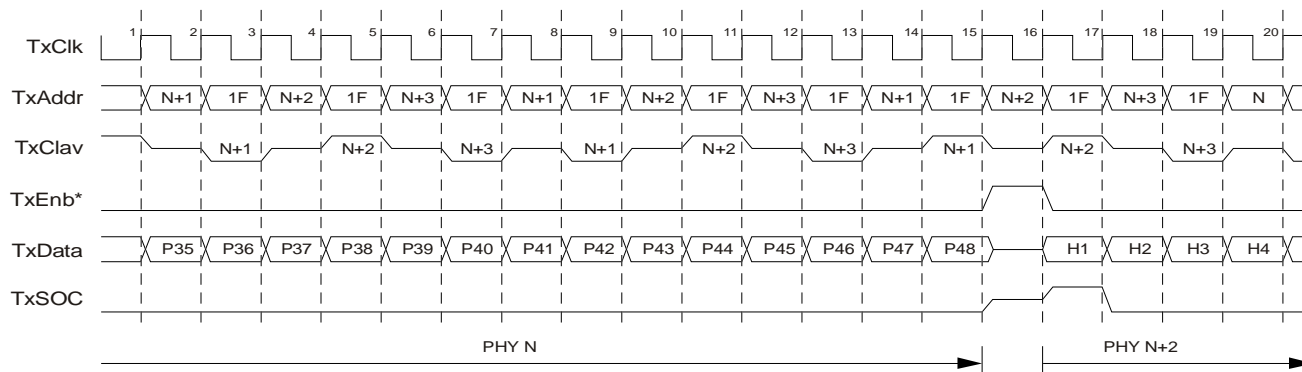 TxClk 1 2 3 4 5 6 7 8 9 10 11 12 13 14 15 16 17 18 19 20
TxAddr N+1 1F N+2 1F N+3 1F N+1 1F N+2 1F N+3 1F N+1 1F N+2 1F N+3 1F N
TxClav N+1 N+2 N+3 N+1 N+2 N+3 N+1 N+2 N+3
TxEnb*
TxData P35 P36 P37 P38 P39 P40 P41 P42 P43 P44 P45 P46 P47 P48 H1 H2 H3 H4
TxSOC
PHY N PHY N+2